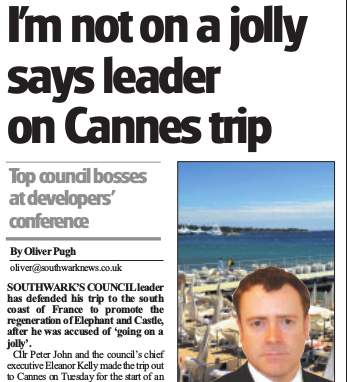 I'm not on a jolly
says leader
on Cannes trip
Top council bosses
at developers'
conference
By Oliver Pugh
oliver@southwarknews.co.uk
SOUTHWARK'S COUNCIL leader
has defended his trip to the south
coast of France to promote the
regeneration of Elephant and Castle,
after he was accused of 'going on a
jolly'.
Cllr Peter John and the council's chief
executive Eleanor Kelly made the trip out
to Cannes on Tuesday for the start of an